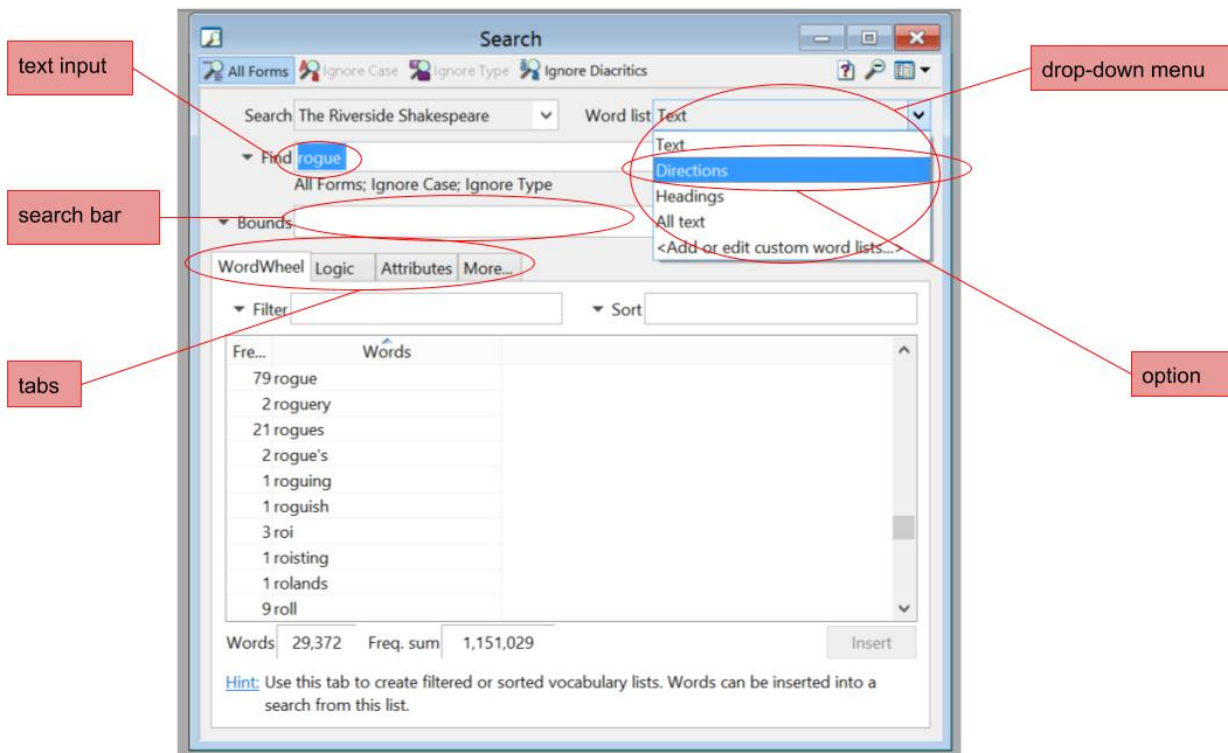 Search
All Forms Ignore Case Ignore Type Ignore Diacritics
text input
drop-down menu
Search The Riverside Shakespeare Word list Text
Find rogue
Text
Directions
Headings
All text
<Add or edit custom word lists...>
All Forms; Ignore Case; Ignore Type
search bar
Bounds
WordWheel Logic Attributes More...
Filter Sort
Fre... Words
79 rogue
2 roguery
21 rogues
2 rogue's
1 roguing
1 roguish
3 roi
1 roisting
1 rolands
9 roll
tabs
option
Words 29,372 Freq. sum 1,151,029 Insert
Hint: Use this tab to create filtered or sorted vocabulary lists. Words can be inserted into a
search from this list.